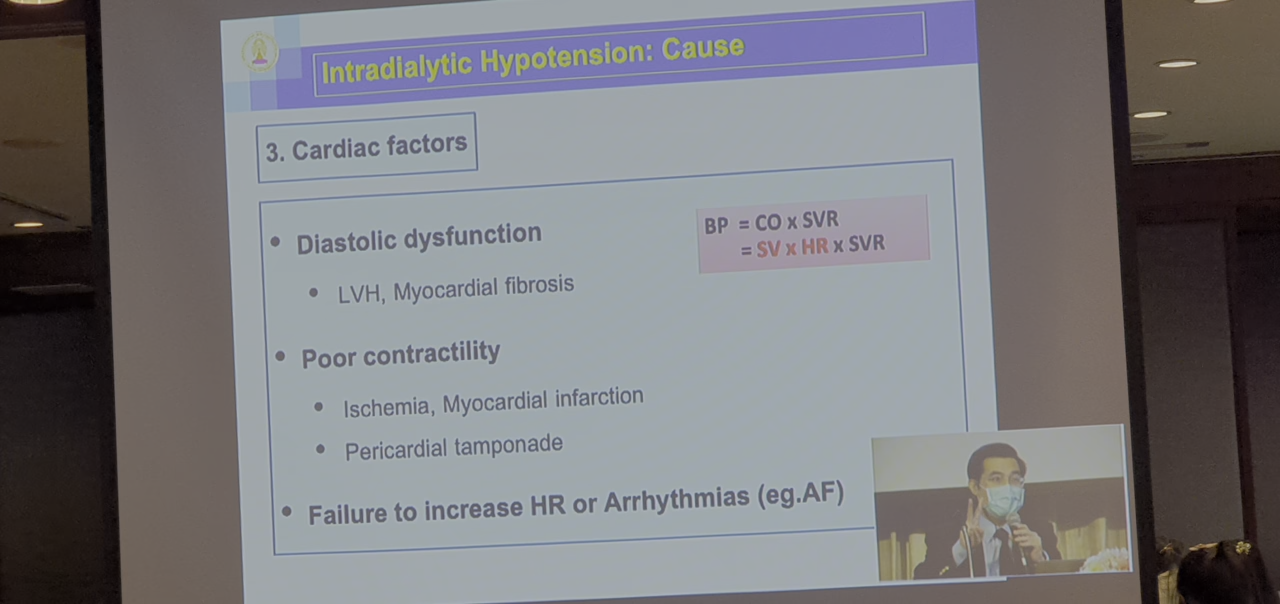 Intradialytic Hypotension: Cause
3. Cardiac factors
• Diastolic dysfunction
• LVH, Myocardial fibrosis
BP = CO x SVR
= SV x HR x SVR
• Poor contractility
• Ischemia, Myocardial infarction
• Pericardial tamponade
• Failure to increase HR or Arrhythmias (eg.AF)